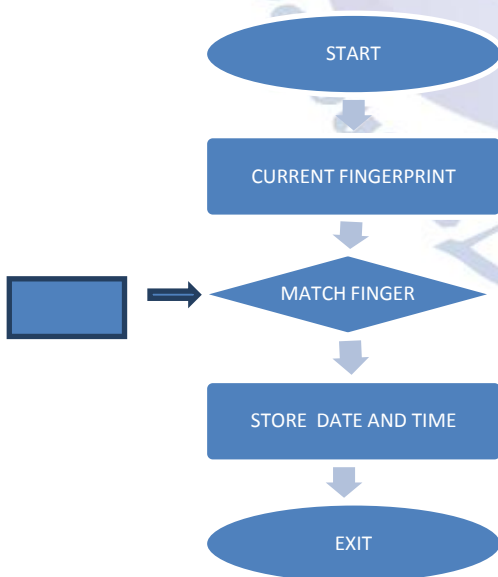 START
CURRENT FINGERPRINT
MATCH FINGER
STORE DATE AND TIME
EXIT